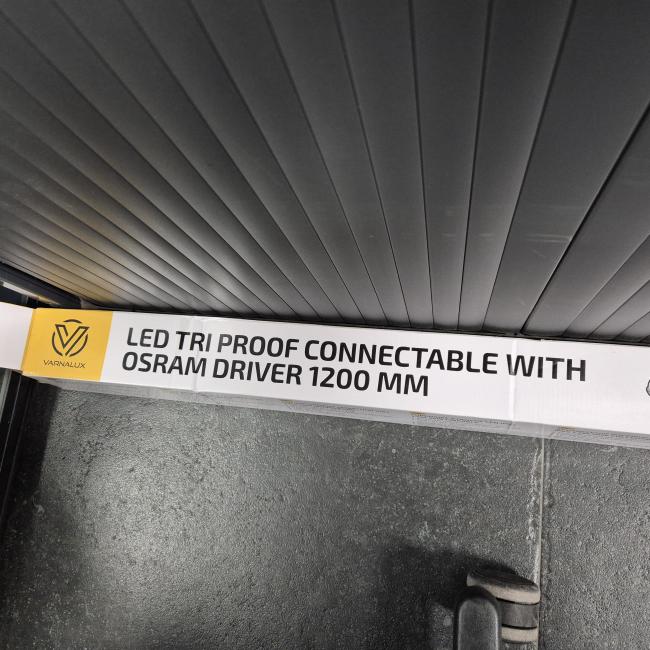 VARNALUX
LED TRI PROOF CONNECTABLE WITH
OSRAM DRIVER 1200 MM